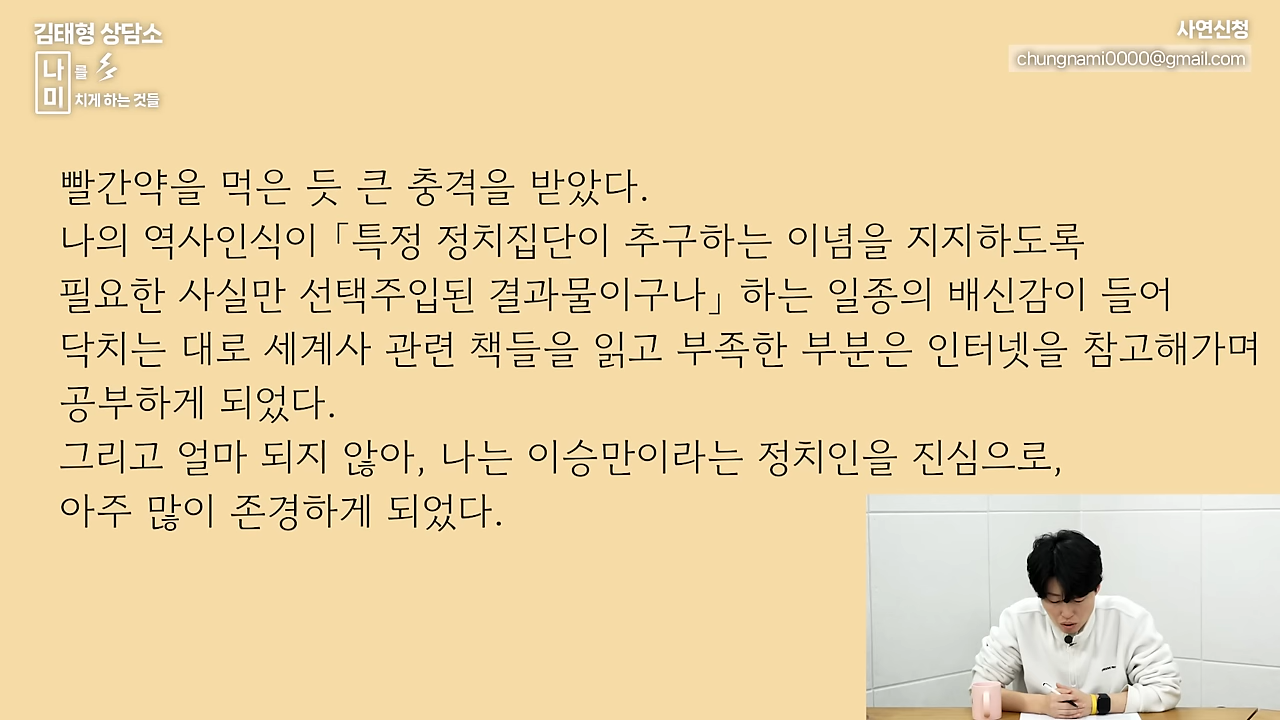 김태형 상담소
나를
미치게 하는 것들
사연신청
chungnami0000@gmail.com
빨간약을 먹은 듯 큰 충격을 받았다.
나의 역사인식이 「특정 정치집단이 추구하는 이념을 지지하도록
필요한 사실만 선택주입된 결과물이구나」 하는 일종의 배신감이 들어
닥치는 대로 세계사 관련 책들을 읽고 부족한 부분은 인터넷을 참고해가며
공부하게 되었다.
그리고 얼마 되지 않아, 나는 이승만이라는 정치인을 진심으로,
아주 많이 존경하게 되었다.